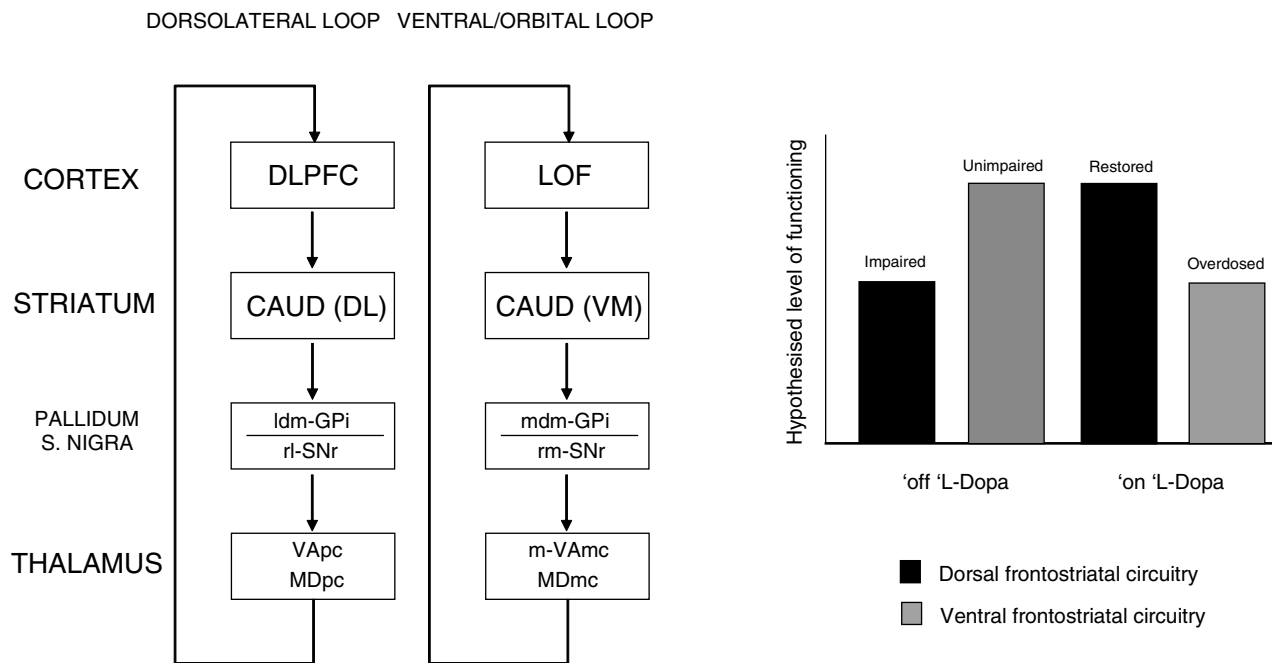 DORSOLATERAL LOOP VENTRAL/ORBITAL LOOP
CORTEX
DLPFC
LOF
STRIATUM
CAUD (DL)
CAUD (VM)
PALLIDUM
S. NIGRA
ldm-GPi
rl-SNr
mdm-GPi
rm-SNr
THALAMUS
VApc
MDpc
m-VAmc
MDmc
Hypothesised level of functioning
Impaired
Unimpaired
Restored
Overdosed
‘off ‘L-Dopa
‘on ‘L-Dopa
Dorsal frontostriatal circuitry
Ventral frontostriatal circuitry